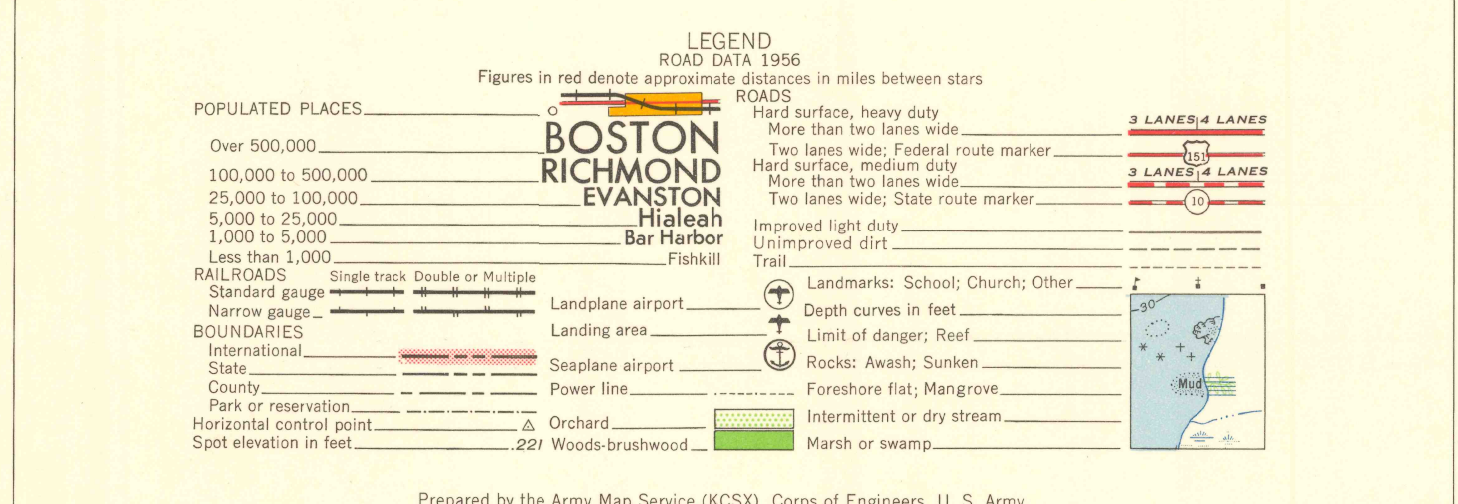 LEGEND
ROAD DATA 1956
Figures in red denote approximate distances in miles between stars
POPULATED PLACES
Over 500,000 BOSTON
100,000 to 500,000 RICHMOND
25,000 to 100,000 EVANSTON
5,000 to 25,000 Hialeah
1,000 to 5,000 Bar Harbor
Less than 1,000 Fishkill
RAILROADS Single track Double or Multiple
Standard gauge
Narrow gauge
BOUNDARIES
International
State
County
Park or reservation
Horizontal control point
Spot elevation in feet .221
Landplane airport
Landing area
Seaplane airport
Power line
Orchard
Woods-brushwood
ROADS
Hard surface, heavy duty
More than two lanes wide 3 LANES 4 LANES
Two lanes wide; Federal route marker 151
Hard surface, medium duty
More than two lanes wide 3 LANES 4 LANES
Two lanes wide; State route marker 10
Improved light duty
Unimproved dirt
Trail
Landmarks: School; Church; Other
Depth curves in feet
Limit of danger; Reef
Rocks: Awash; Sunken
Foreshore flat; Mangrove
Intermittent or dry stream
Marsh or swamp
30
Mud
Prepared by the Army Map Service (KCSX), Corps of Engineers, U. S. Army